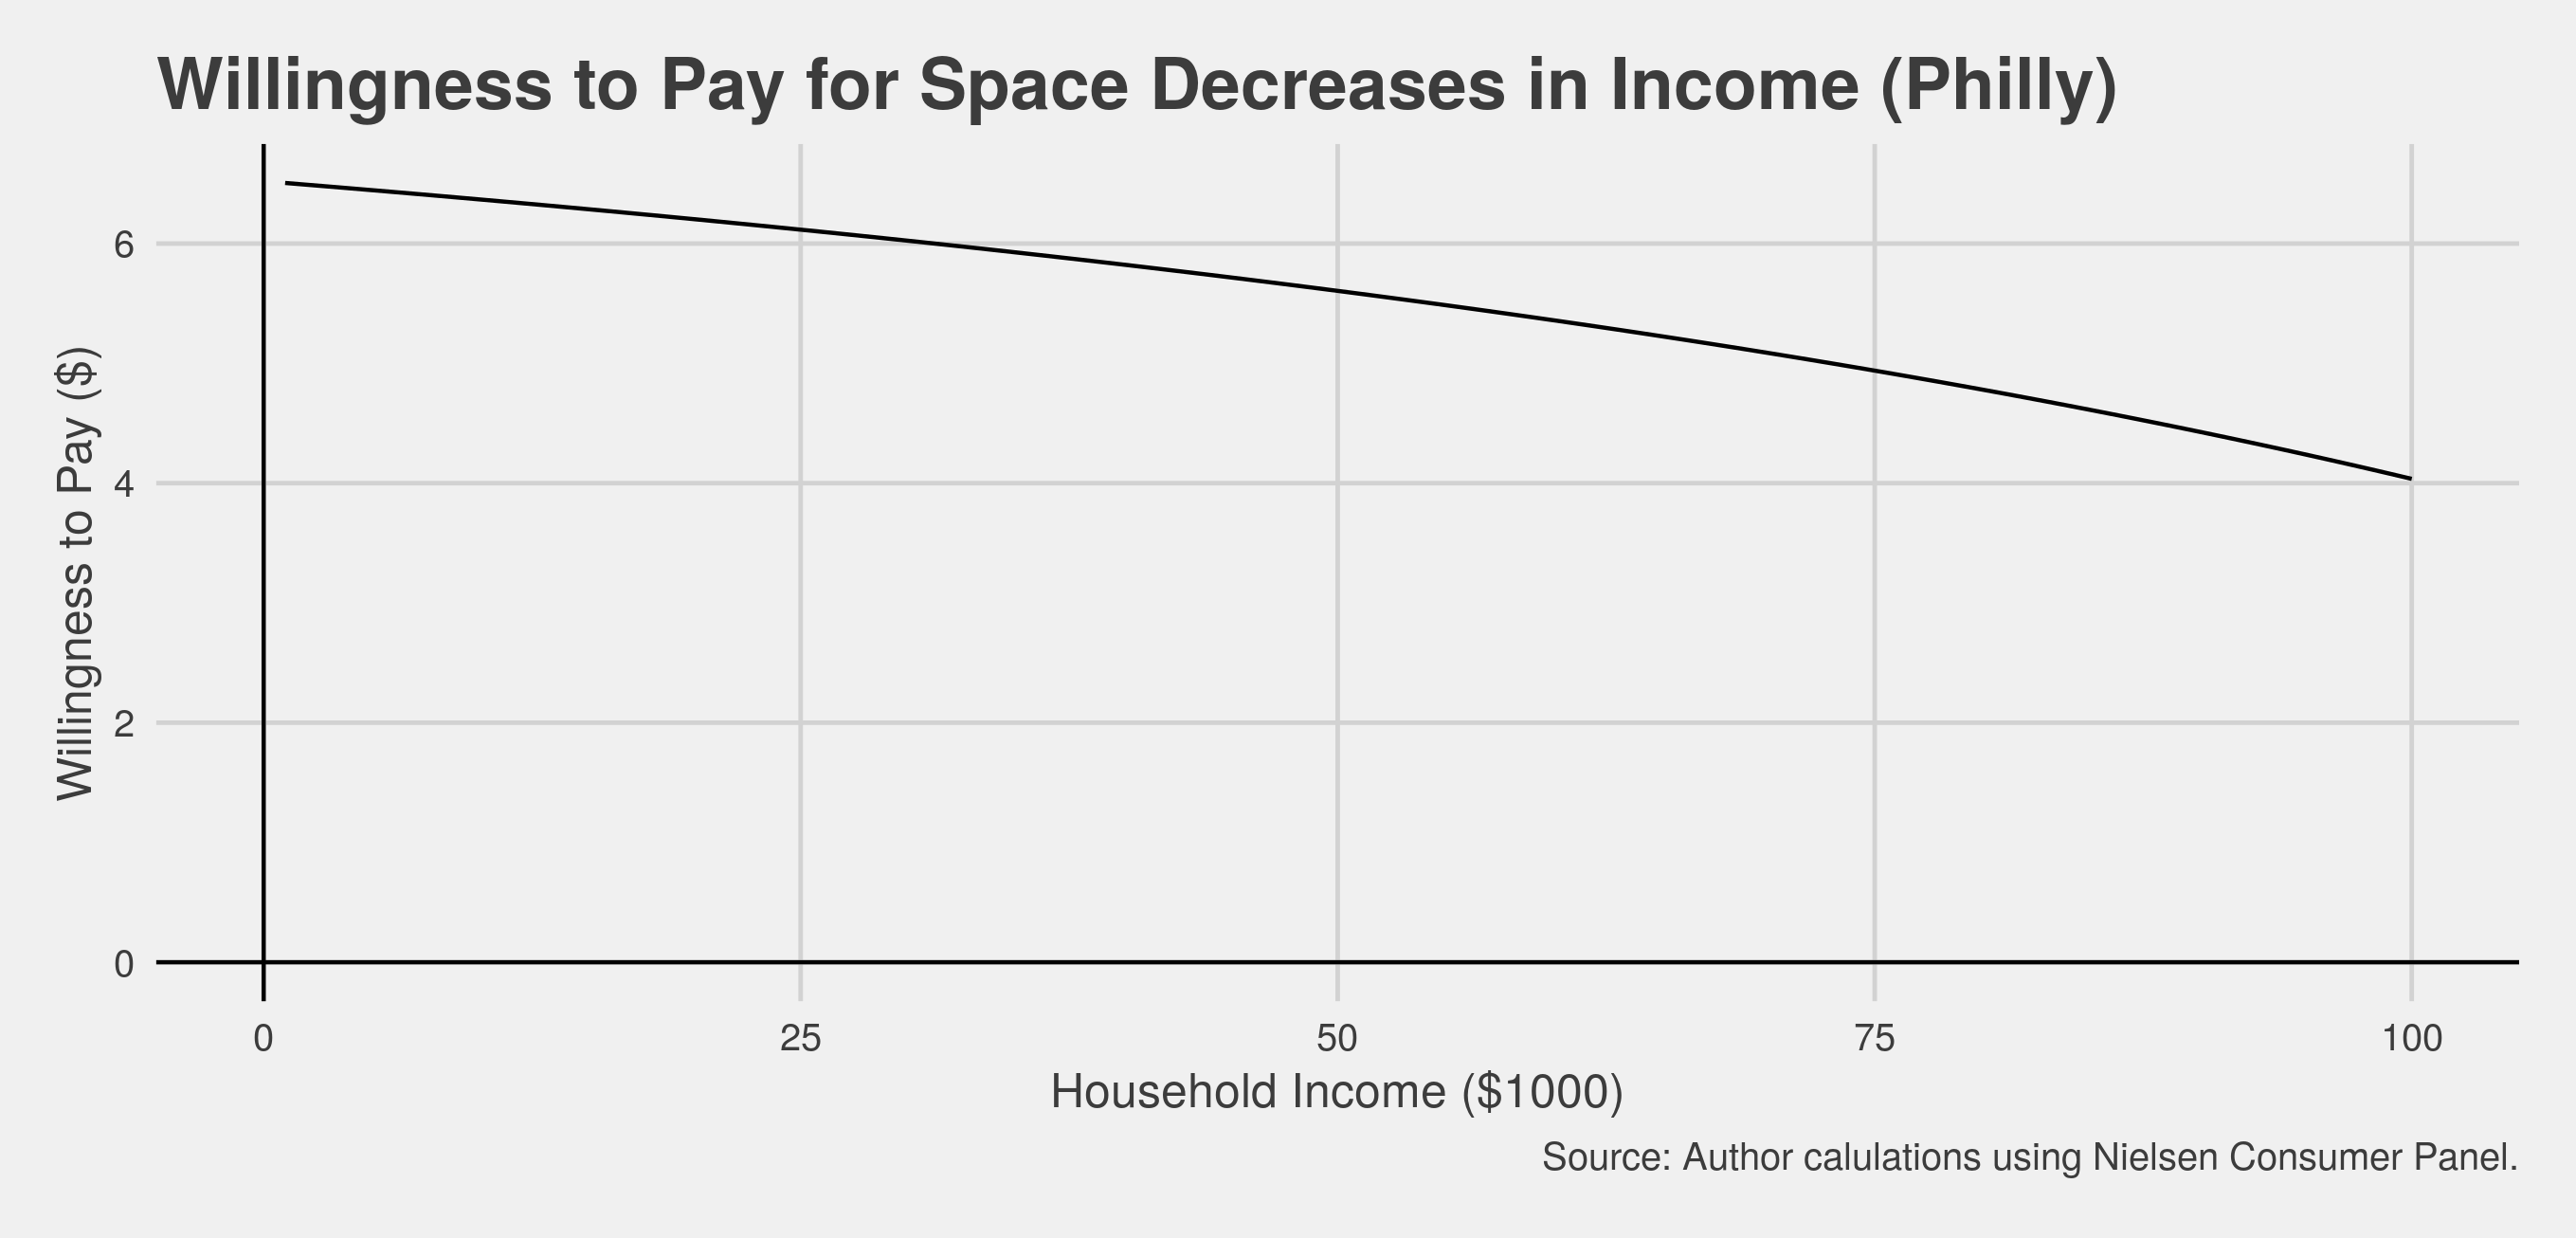 Willingness to Pay for Space Decreases in Income (Philly)
Willingness to Pay ($)
6
4
2
0
0 25 50 75 100
Household Income ($1000)
Source: Author calulations using Nielsen Consumer Panel.